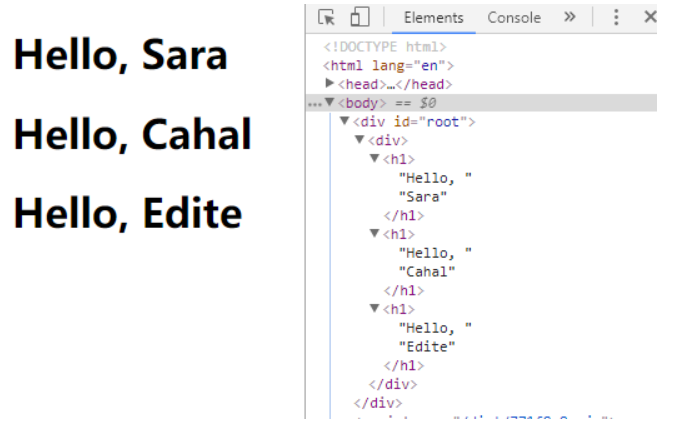 Hello, Sara
Hello, Cahal
Hello, Edite
Elements Console »
<!DOCTYPE html>
<html lang="en">
▶<head>…</head>
…▼<body> == $0
▼<div id="root">
▼<div>
▼<h1>
"Hello, "
"Sara"
</h1>
▼<h1>
"Hello, "
"Cahal"
</h1>
▼<h1>
"Hello, "
"Edite"
</h1>
</div>
</div>